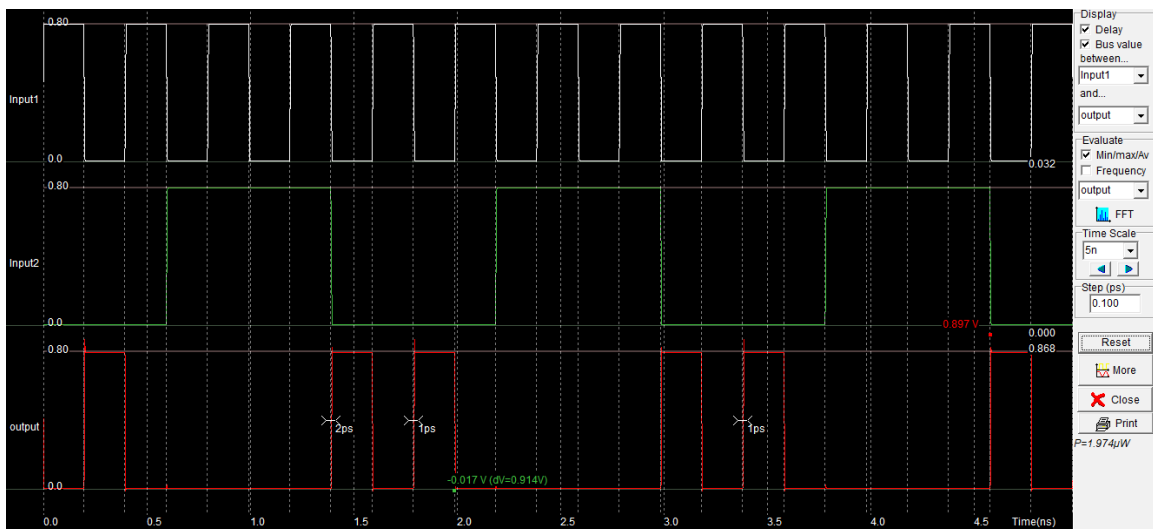 0.80
Input1
0.0
0.032
0.80
Input2
0.0
0.897 V
0.000
0.80
0.868
output
2ps
1ps
1ps
-0.017 V (dV=0.914V)
0.0
0.0 0.5 1.0 1.5 2.0 2.5 3.0 3.5 4.0 4.5 Time(ns)
Display
Delay
Bus value
between...
Input1
and...
output
Evaluate
Min/max/Av
Frequency
output
FFT
Time Scale
5n
Step (ps)
0.100
Reset
More
Close
Print
P=1.974µW